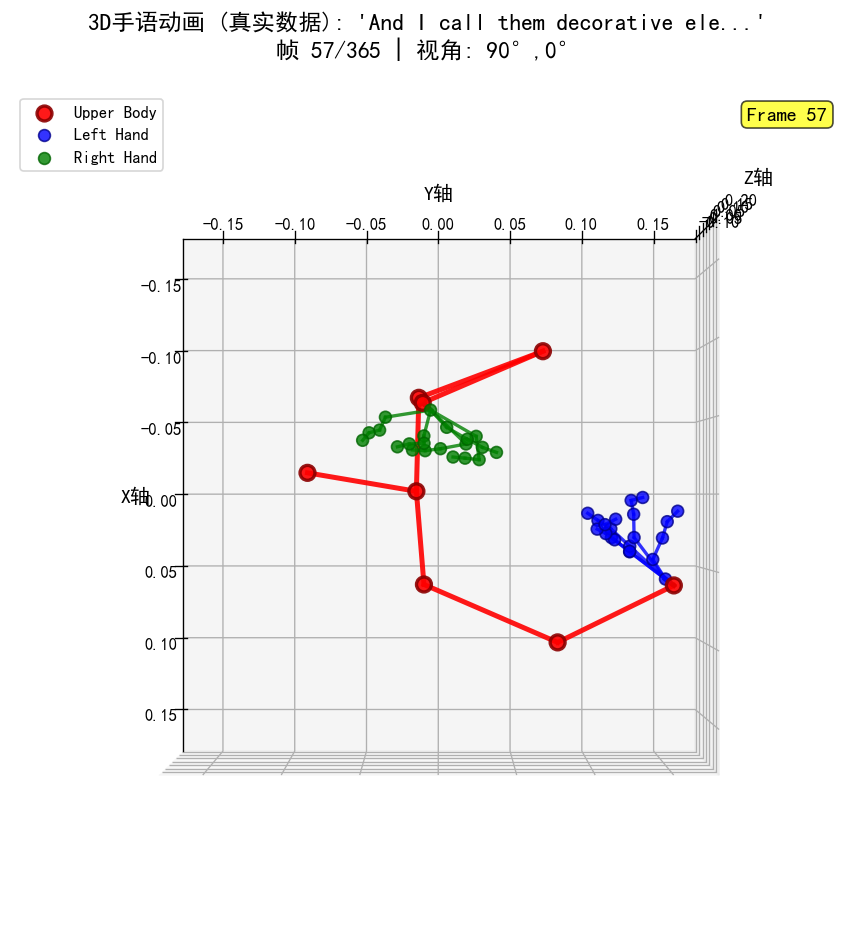 3D手语动画 (真实数据): 'And I call them decorative ele...'
帧 57/365 | 视角: 90°,0°
Upper Body
Left Hand
Right Hand
Frame 57
Z轴
Y轴
-0.15 -0.10 -0.05 0.00 0.05 0.10 0.15
-0.15
-0.10
-0.05
X轴
0.00
0.05
0.10
0.15